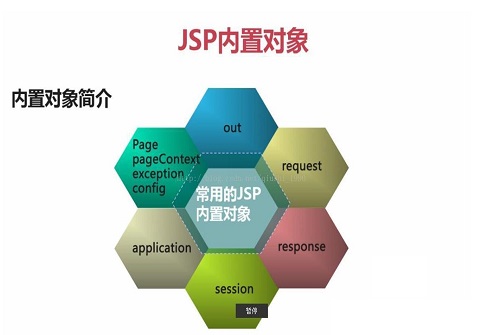 JSP内置对象
内置对象简介
out
Page
pageContext
exception
config
request
常用的JSP
内置对象
application
response
session
暂停